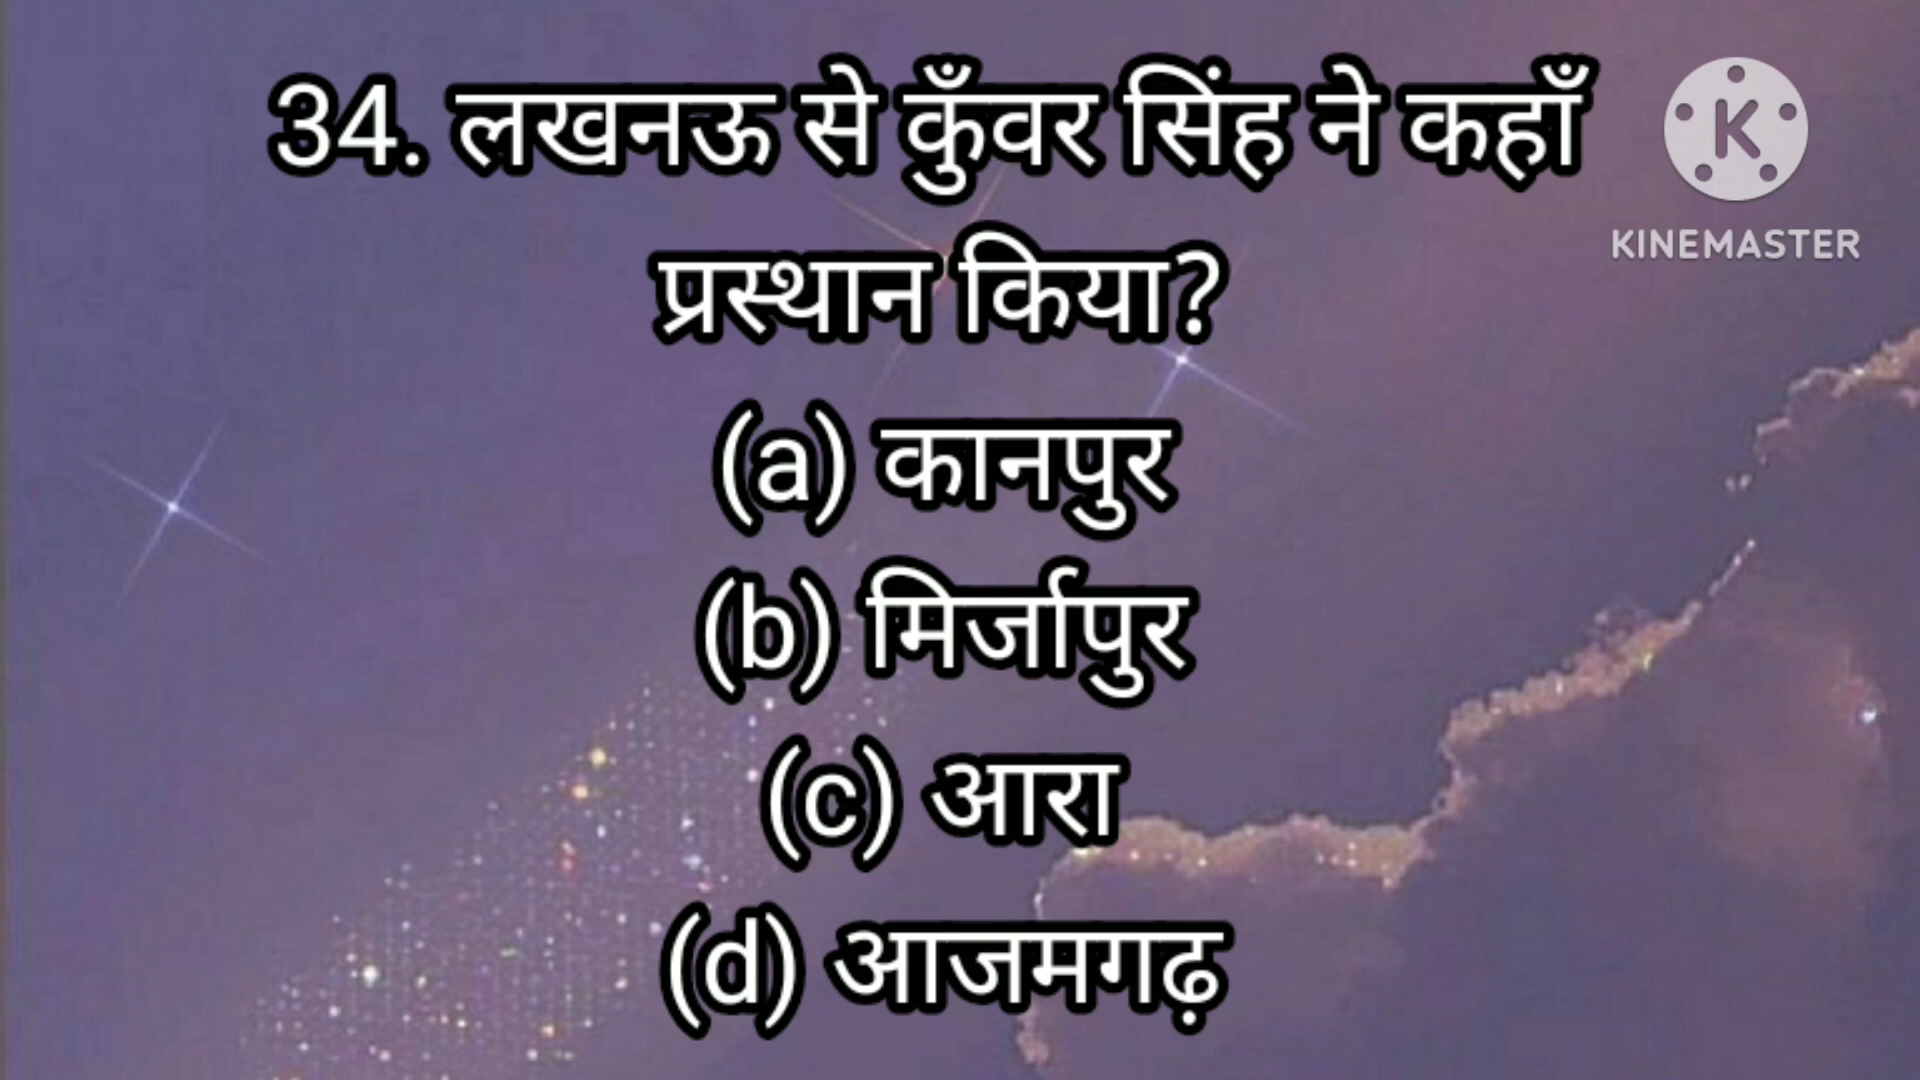 34. लखनऊ से कुँवर सिंह ने कहाँ
प्रस्थान किया?
(a) कानपुर
(b) मिर्जापुर
(c) आरा
(d) आजमगढ़
K
KINEMASTER